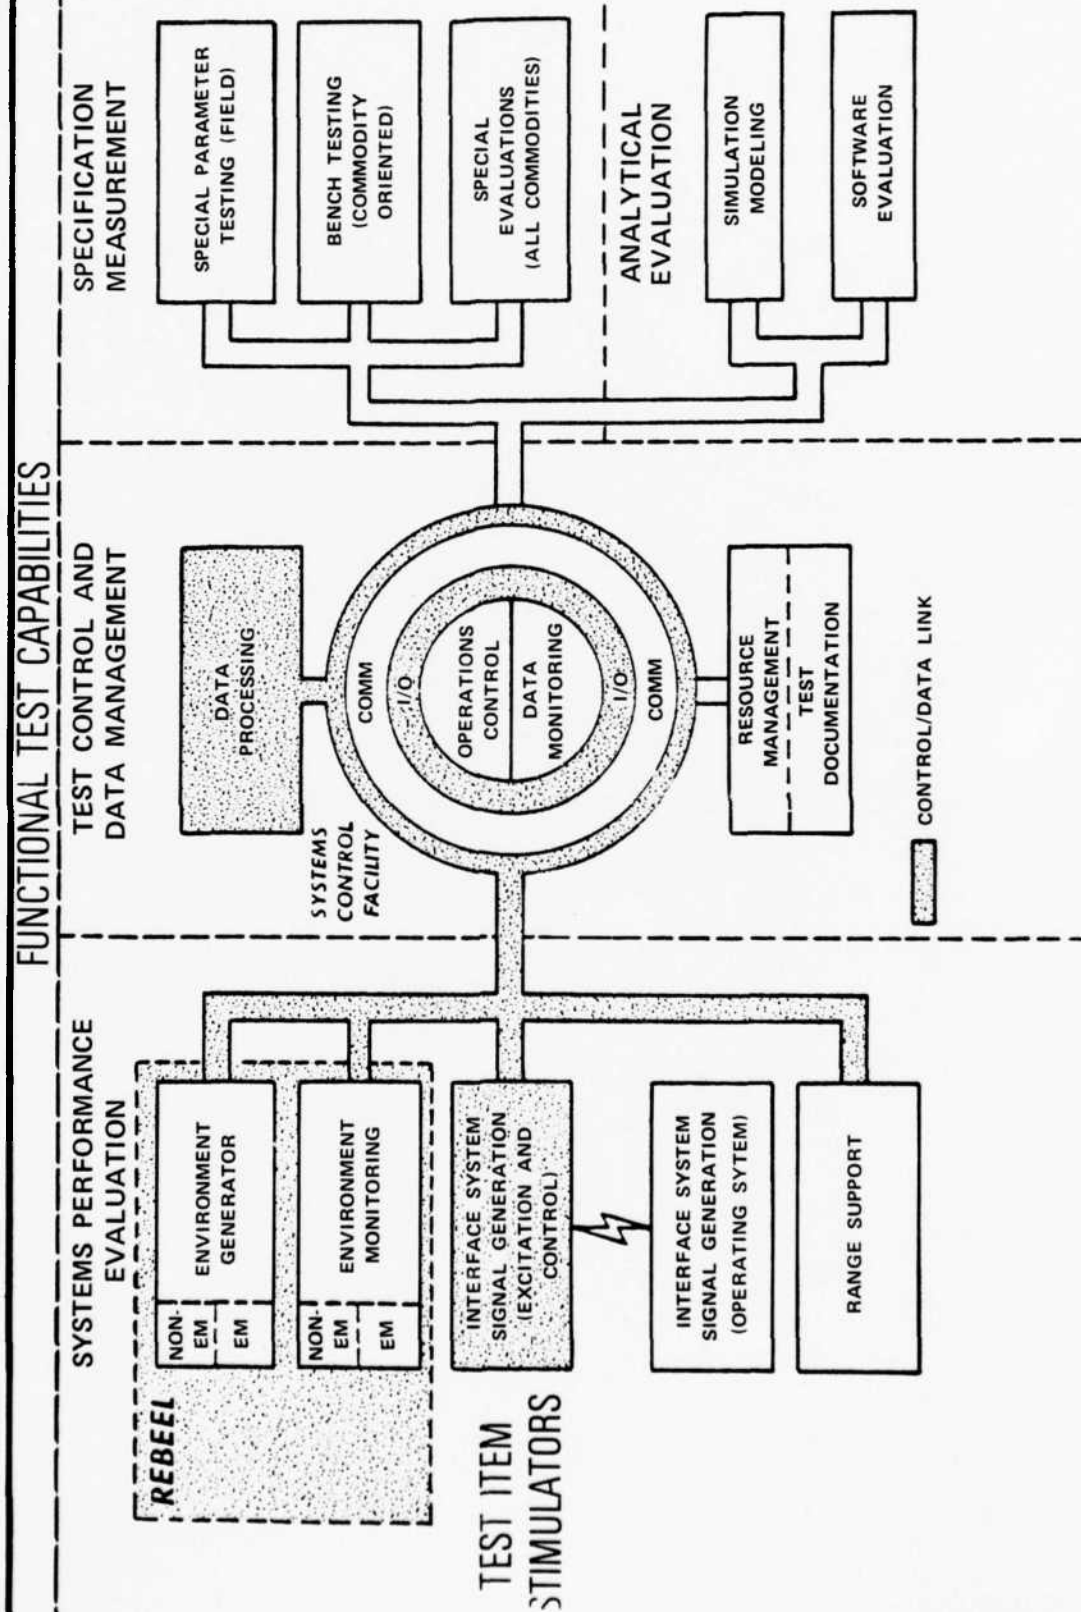 FUNCTIONAL TEST CAPABILITIES
SYSTEMS PERFORMANCE
EVALUATION
REBEEL
NON-
EM
EM
ENVIRONMENT
GENERATOR
NON-
EM
EM
ENVIRONMENT
MONITORING
TEST ITEM
STIMULATORS
INTERFACE SYSTEM
SIGNAL GENERATION
(EXCITATION AND
CONTROL)
INTERFACE SYSTEM
SIGNAL GENERATION
(OPERATING SYTEM)
RANGE SUPPORT
TEST CONTROL AND
DATA MANAGEMENT
DATA
PROCESSING
SYSTEMS
CONTROL
FACILITY
COMM
I/O
OPERATIONS
CONTROL
DATA
MONITORING
I/O
COMM
RESOURCE
MANAGEMENT
TEST
DOCUMENTATION
CONTROL/DATA LINK
SPECIFICATION
MEASUREMENT
SPECIAL PARAMETER
TESTING (FIELD)
BENCH TESTING
(COMMODITY
ORIENTED)
SPECIAL
EVALUATIONS
(ALL COMMODITIES)
ANALYTICAL
EVALUATION
SIMULATION
MODELING
SOFTWARE
EVALUATION